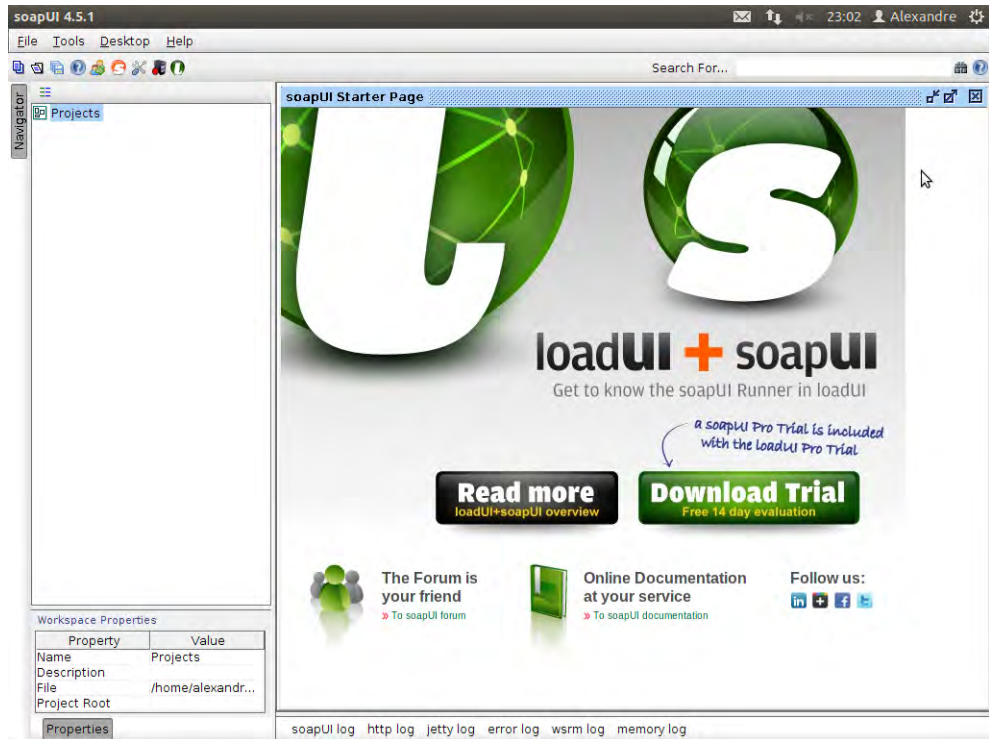 soapUI 4.5.1
23:02 Alexandre
File Tools Desktop Help
Search For...
Navigator
Projects
soapUI Starter Page
l s
loadUI + soapUI
Get to know the soapUI Runner in loadUI
a soapUI Pro Trial is included
with the loadUI Pro Trial
Read more
loadUI+soapUI overview
Download Trial
Free 14 day evaluation
The Forum is
your friend
» To soapUI forum
Online Documentation
at your service
» To soapUI documentation
Follow us:
in + f t
Workspace Properties
Property Value
Name Projects
Description
File /home/alexandr...
Project Root
Properties
soapUI log http log jetty log error log wsrm log memory log